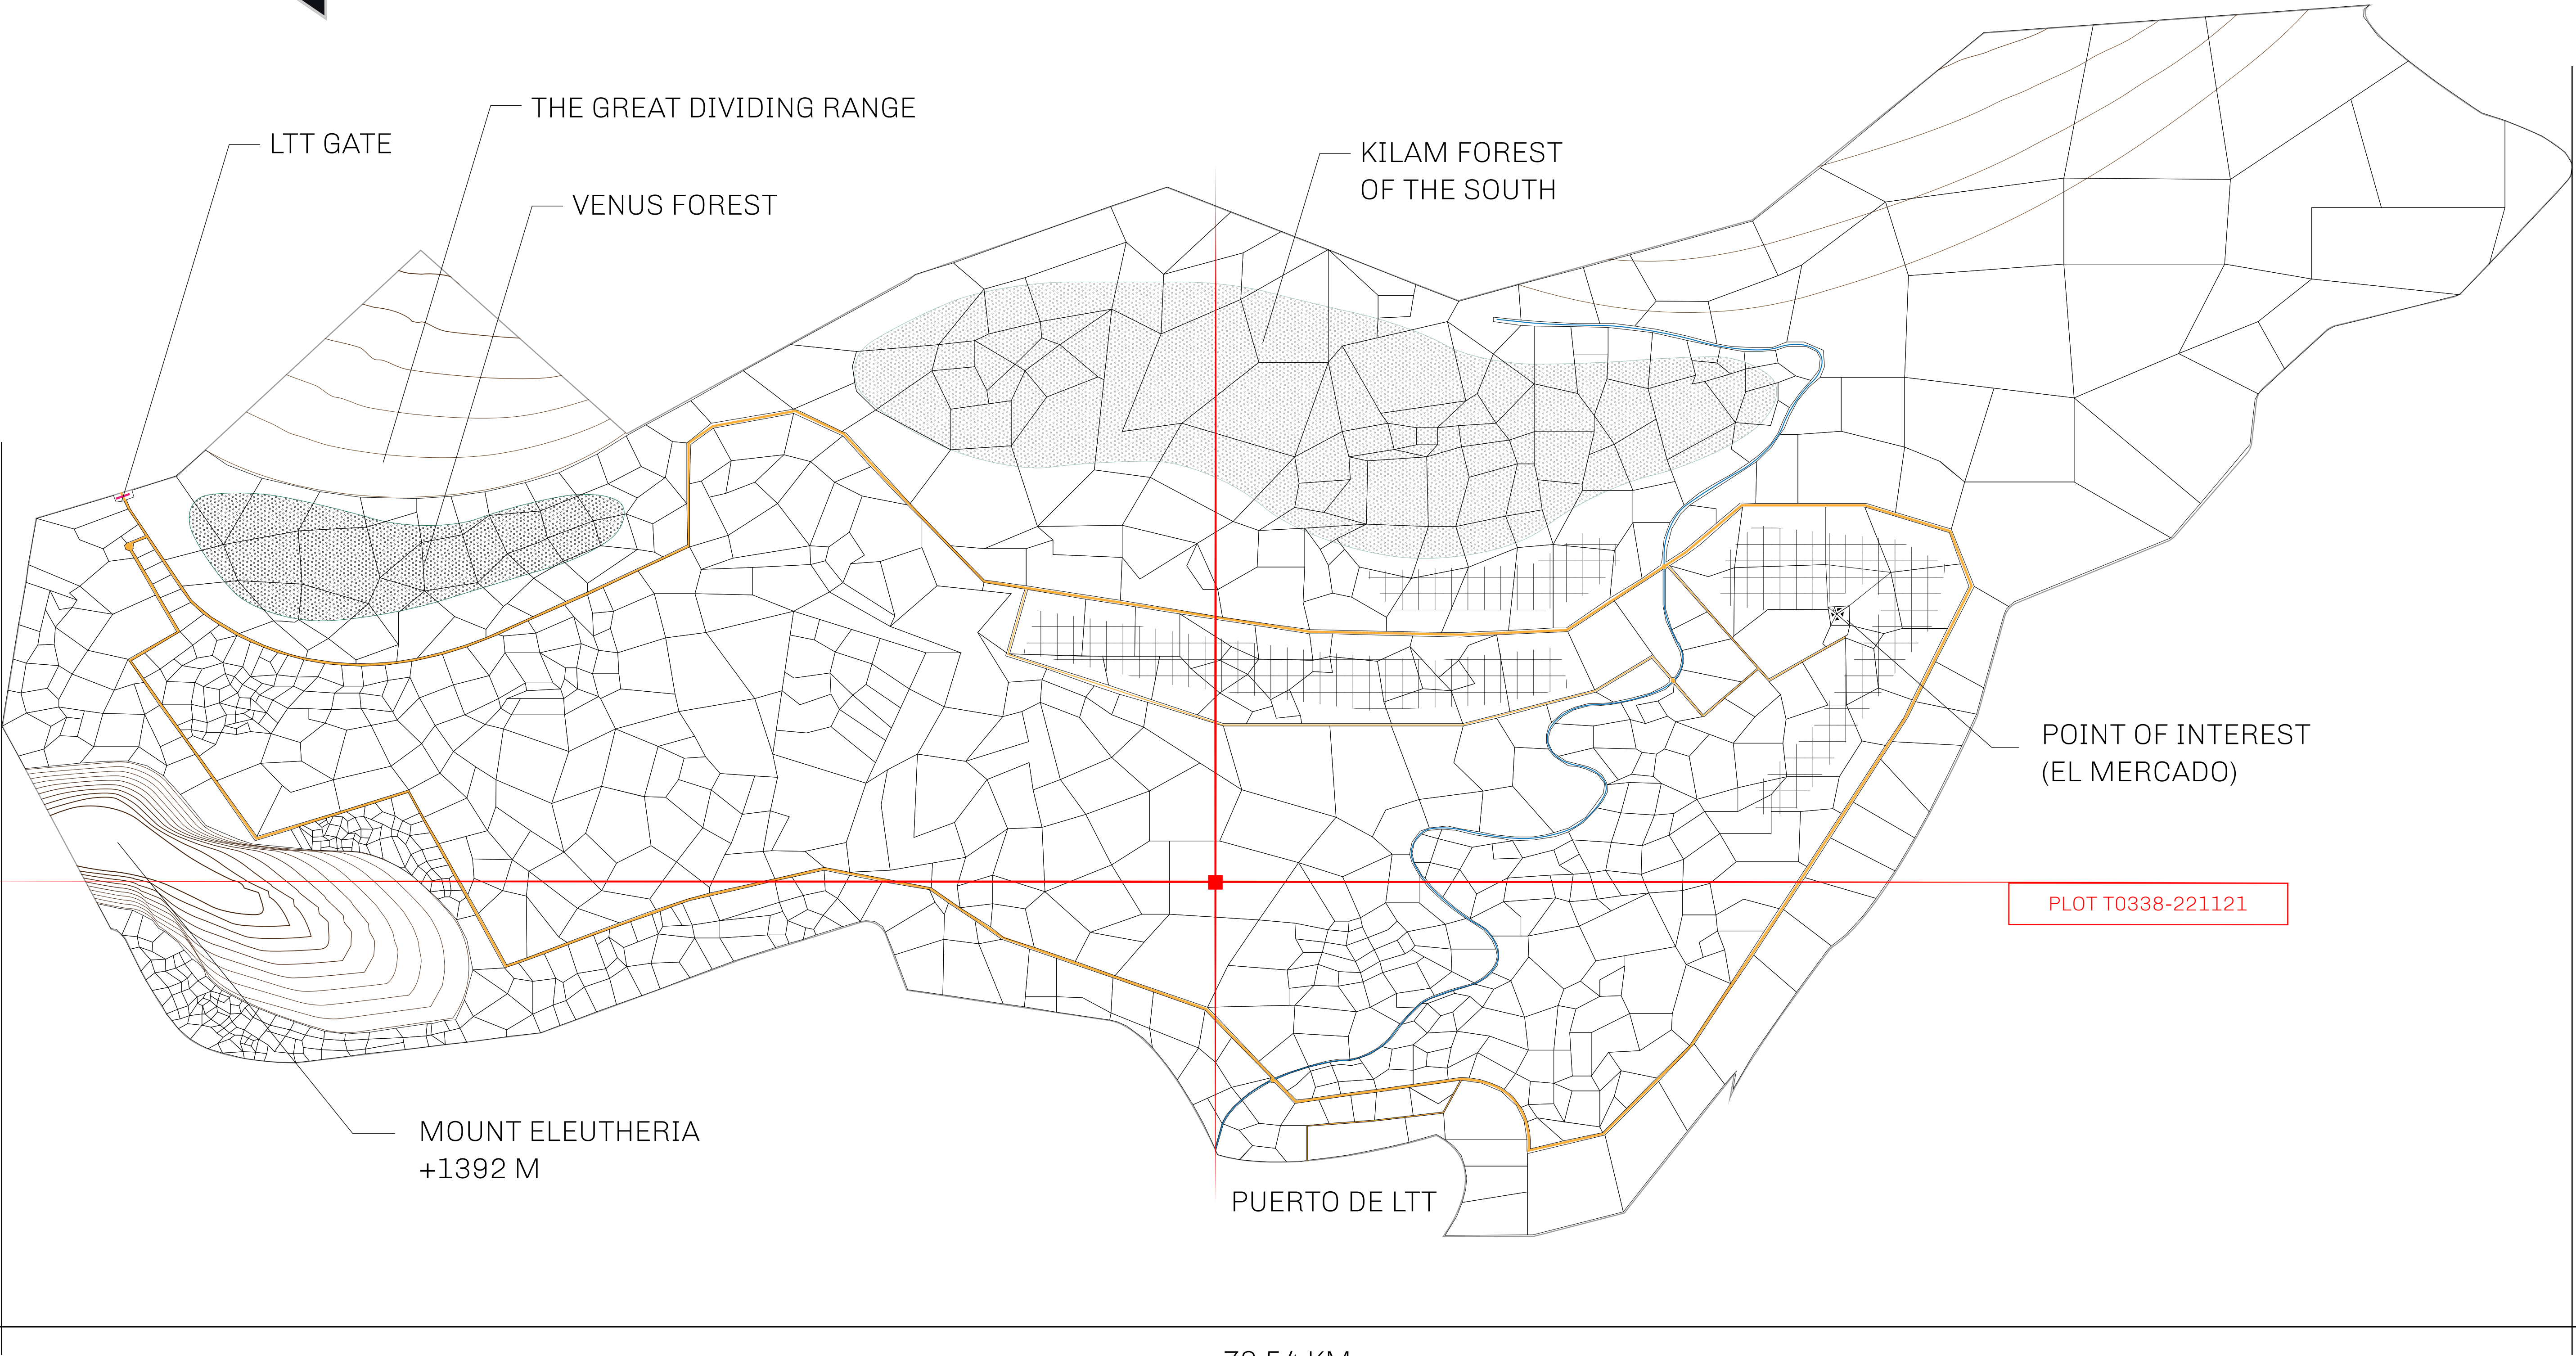 THE GREAT DIVIDING RANGE
LTT GATE
KILAM FOREST
OF THE SOUTH
VENUS FOREST
POINT OF INTEREST
(EL MERCADO)
PLOT T0338-221121
MOUNT ELEUTHERIA
+1392 M
PUERTO DE LTT
KM